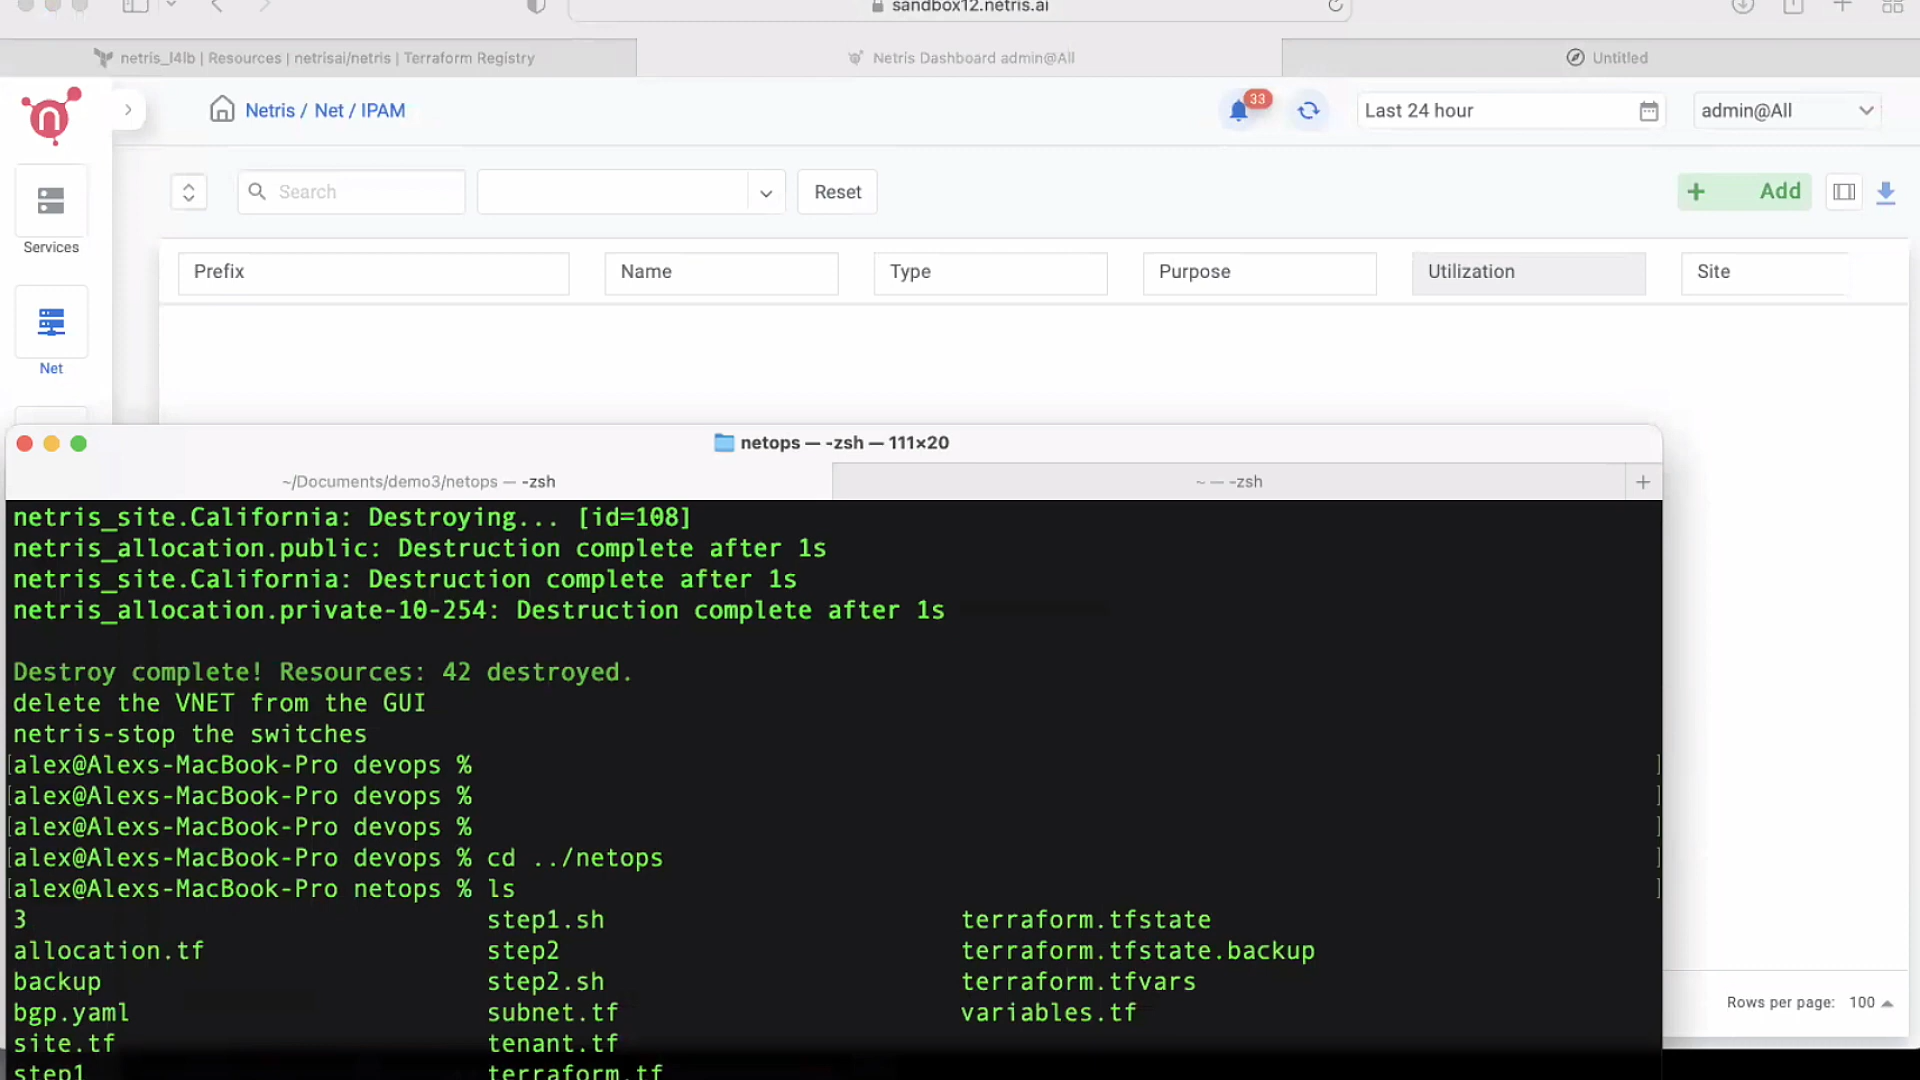 sandbox12.netris.ai
netris_l4lb | Resources | netrisai/netris | Terraform Registry
Netris Dashboard admin@All
Untitled
Netris / Net / IPAM
33
Last 24 hour
admin@All
Search
Reset
+ Add
Services
Net
Prefix
Name
Type
Purpose
Utilization
Site
netops — -zsh — 111×20
~/Documents/demo3/netops — -zsh
~ — -zsh
+
netris_site.California: Destroying... [id=108]
netris_allocation.public: Destruction complete after 1s
netris_site.California: Destruction complete after 1s
netris_allocation.private-10-254: Destruction complete after 1s
Destroy complete! Resources: 42 destroyed.
delete the VNET from the GUI
netris-stop the switches
[alex@Alexs-MacBook-Pro devops % ]
[alex@Alexs-MacBook-Pro devops % ]
[alex@Alexs-MacBook-Pro devops % ]
[alex@Alexs-MacBook-Pro devops % cd ../netops ]
[alex@Alexs-MacBook-Pro netops % ls ]
3 step1.sh terraform.tfstate
allocation.tf step2 terraform.tfstate.backup
backup step2.sh terraform.tfvars
bgp.yaml subnet.tf variables.tf
site.tf tenant.tf
step1 terraform.tf
Rows per page: 100